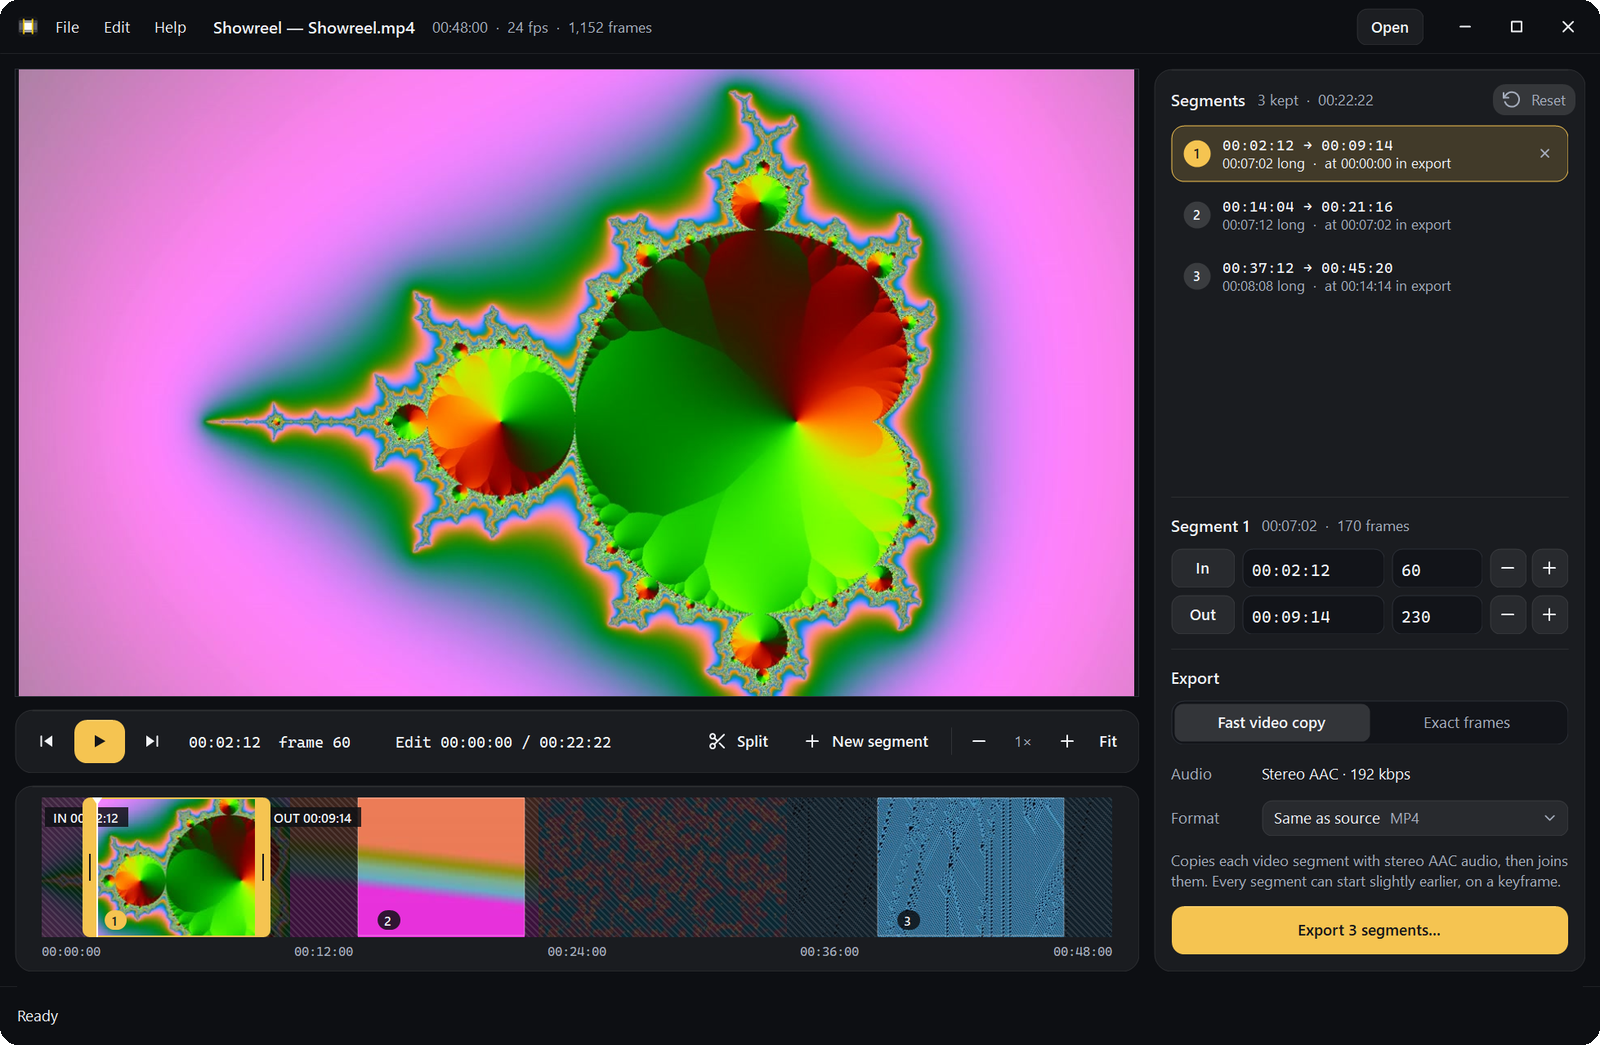 File Edit Help Showreel — Showreel.mp4 00:48:00 · 24 fps · 1,152 frames Open
Segments 3 kept · 00:22:22 Reset
1 00:02:12 → 00:09:14
00:07:02 long · at 00:00:00 in export
2 00:14:04 → 00:21:16
00:07:12 long · at 00:07:02 in export
3 00:37:12 → 00:45:20
00:08:08 long · at 00:14:14 in export
Segment 1 00:07:02 · 170 frames
In 00:02:12 60
Out 00:09:14 230
Export
Fast video copy Exact frames
Audio Stereo AAC · 192 kbps
Format Same as source MP4
Copies each video segment with stereo AAC audio, then joins
them. Every segment can start slightly earlier, on a keyframe.
Export 3 segments...
00:02:12 frame 60 Edit 00:00:00 / 00:22:22 Split New segment 1× Fit
IN 00 2:12 OUT 00:09:14
1 2 3
00:00:00 00:12:00 00:24:00 00:36:00 00:48:00
Ready